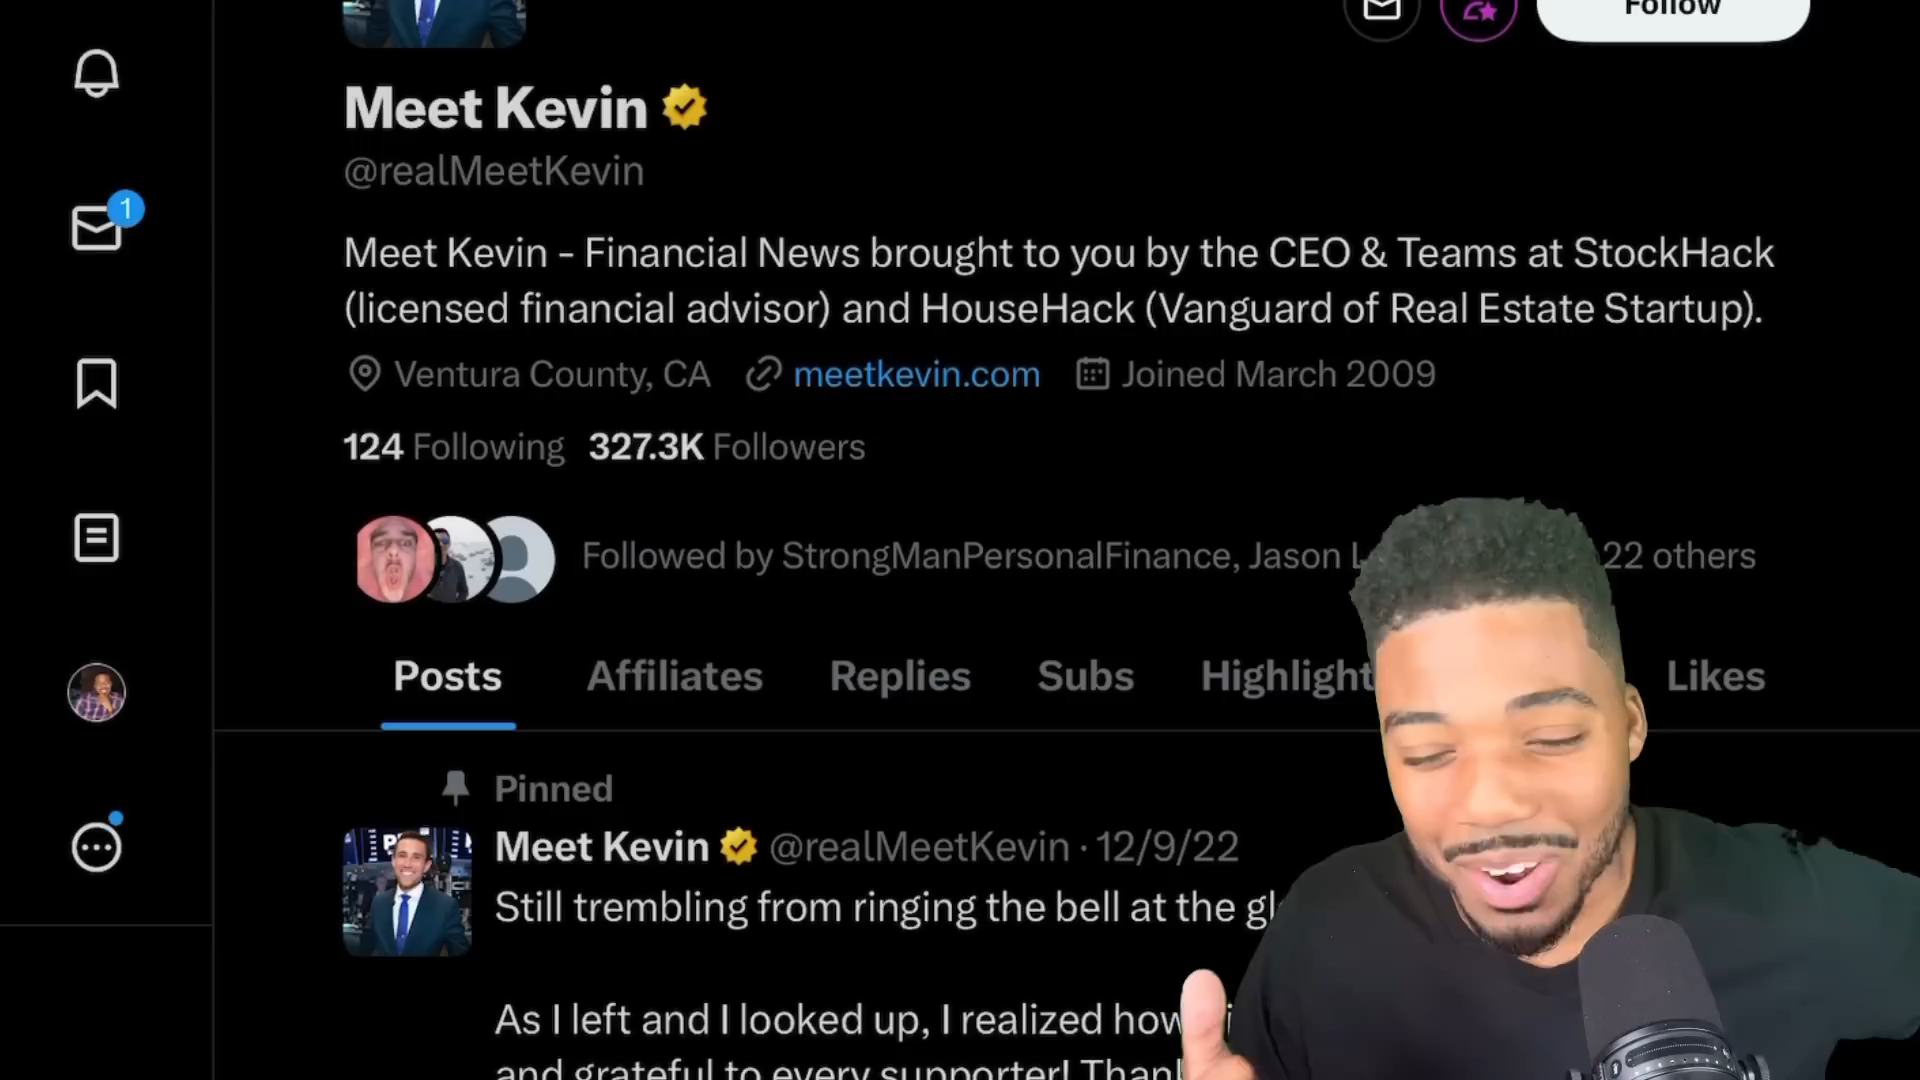 Follow
Meet Kevin
@realMeetKevin
1
Meet Kevin - Financial News brought to you by the CEO & Teams at StockHack
(licensed financial advisor) and HouseHack (Vanguard of Real Estate Startup).
Ventura County, CA meetkevin.com Joined March 2009
124 Following 327.3K Followers
Followed by StrongManPersonalFinance, Jason 22 others
Posts Affiliates Replies Subs Highlight Likes
Pinned
Meet Kevin @realMeetKevin · 12/9/22
Still trembling from ringing the bell at the
As I left and I looked up, I realized how
and grateful to every supporter! Thank